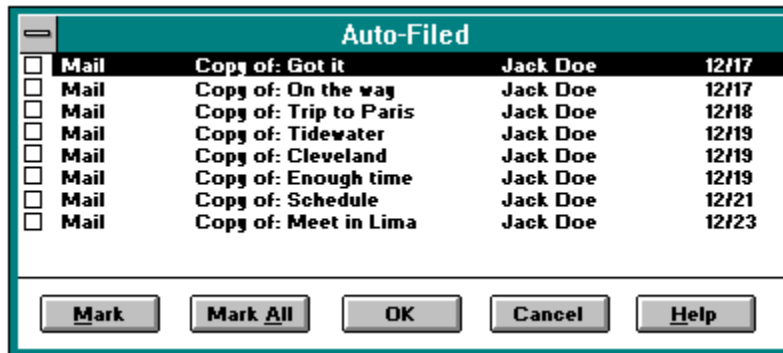 Auto-Filed
Mail Copy of: Got it Jack Doe 12/17
Mail Copy of: On the way Jack Doe 12/17
Mail Copy of: Trip to Paris Jack Doe 12/18
Mail Copy of: Tidewater Jack Doe 12/19
Mail Copy of: Cleveland Jack Doe 12/19
Mail Copy of: Enough time Jack Doe 12/19
Mail Copy of: Schedule Jack Doe 12/21
Mail Copy of: Meet in Lima Jack Doe 12/23
Mark Mark All OK Cancel Help